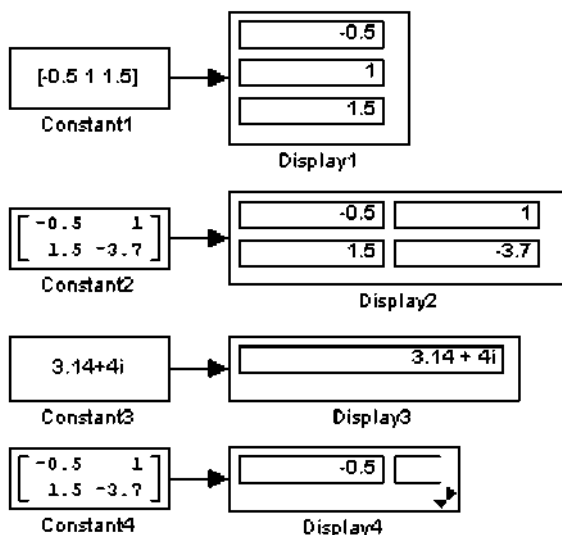 -0.5
[-0.5 1 1.5]
1
1.5
Constant1
Display1
-0.5 1
1.5 -3.7
Constant2
-0.5 1
1.5 -3.7
Display2
3.14+4i
Constant3
3.14 + 4i
Display3
-0.5 1
1.5 -3.7
Constant4
-0.5
Display4